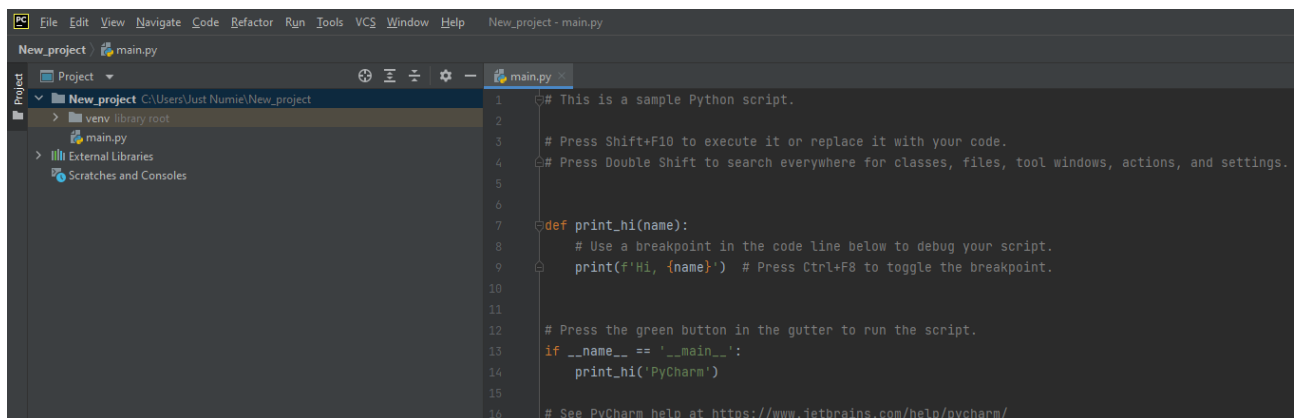 PC File Edit View Navigate Code Refactor Run Tools VCS Window Help New_project - main.py
New_project main.py
Project
Project
main.py
New_project C:\Users\Just Numie\New_project
venv library root
main.py
External Libraries
Scratches and Consoles
1 # This is a sample Python script.
2
3 # Press Shift+F10 to execute it or replace it with your code.
4 # Press Double Shift to search everywhere for classes, files, tool windows, actions, and settings.
5
6
7 def print_hi(name):
8 # Use a breakpoint in the code line below to debug your script.
9 print(f'Hi, {name}') # Press Ctrl+F8 to toggle the breakpoint.
10
11
12 # Press the green button in the gutter to run the script.
13 if __name__ == '__main__':
14 print_hi('PyCharm')
15
16 # See PyCharm help at https://www.jetbrains.com/help/pycharm/